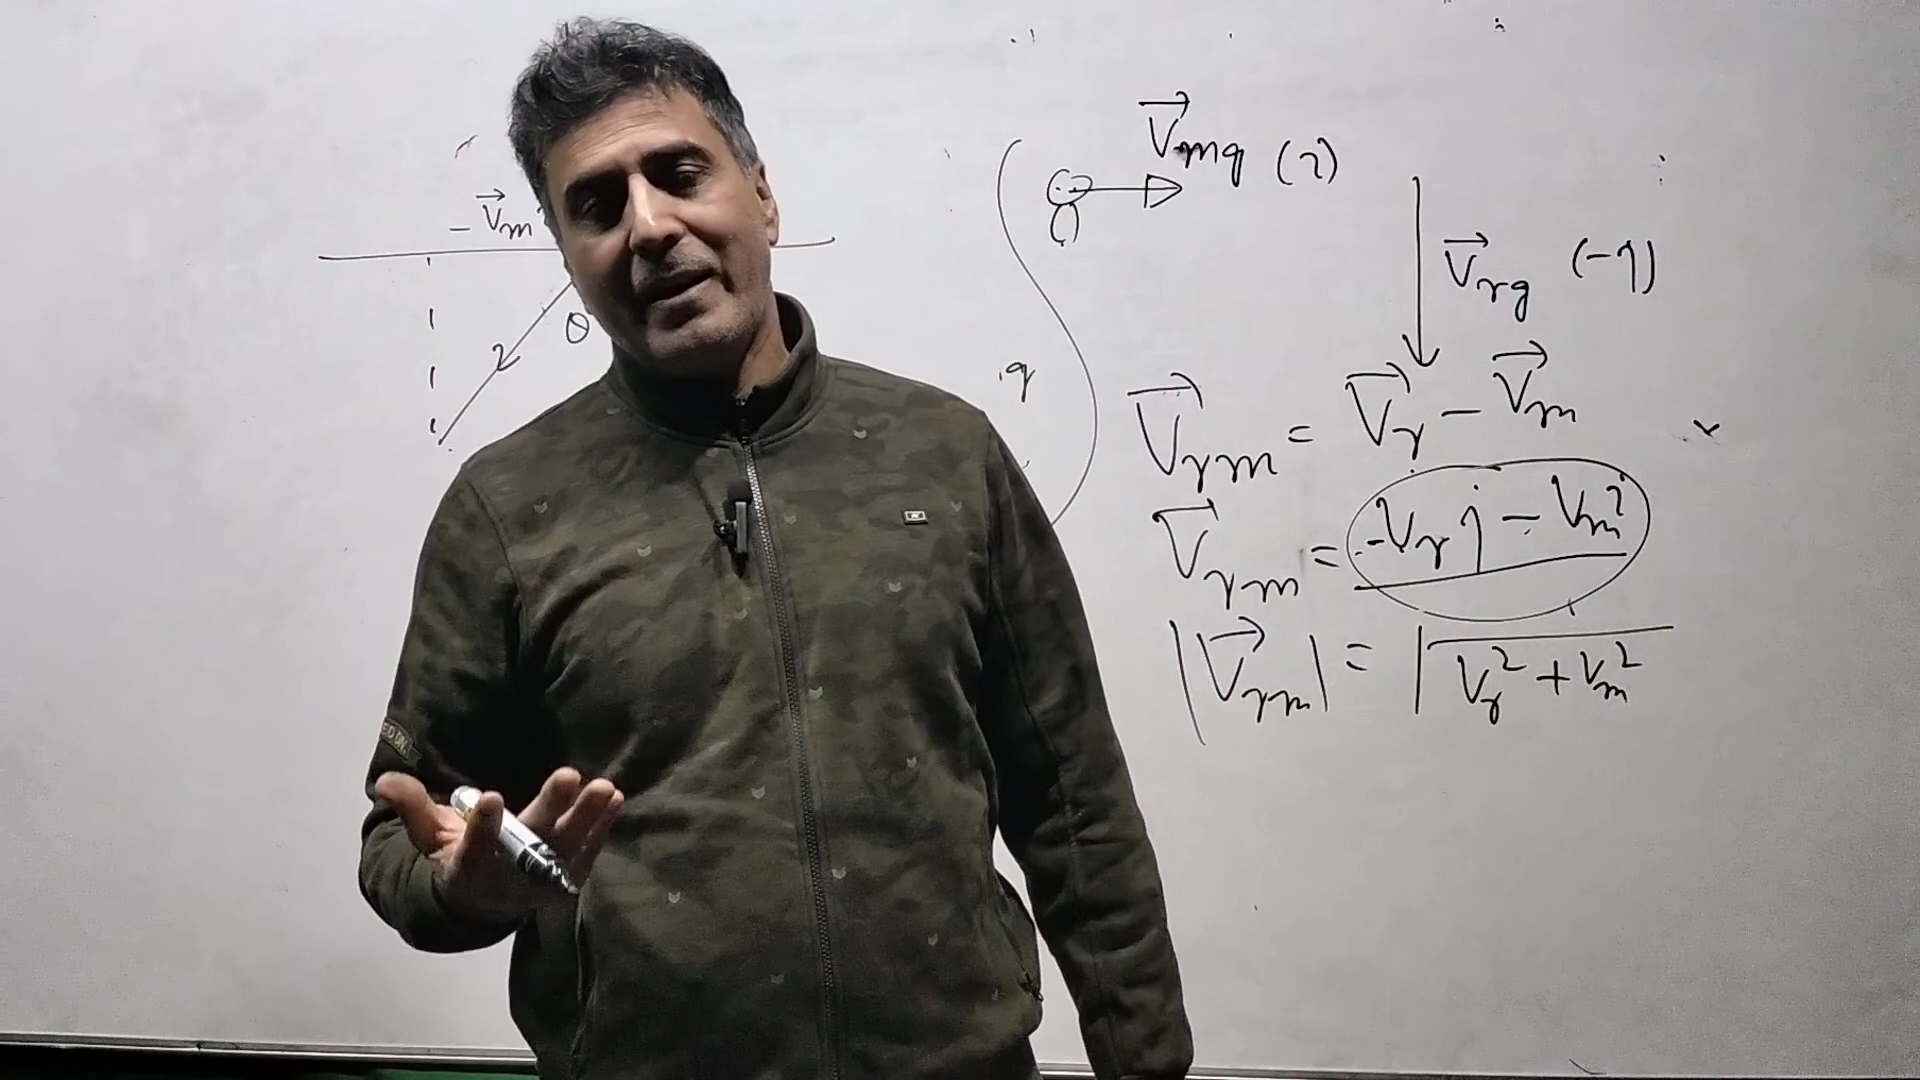 -V⃗m
θ
2
V⃗mg (î)
V⃗rg (-ĵ)
g
V⃗rm = V⃗r - V⃗m
V⃗rm = -Vr ĵ - Vm î
|V⃗rm| = √Vr² + Vm²